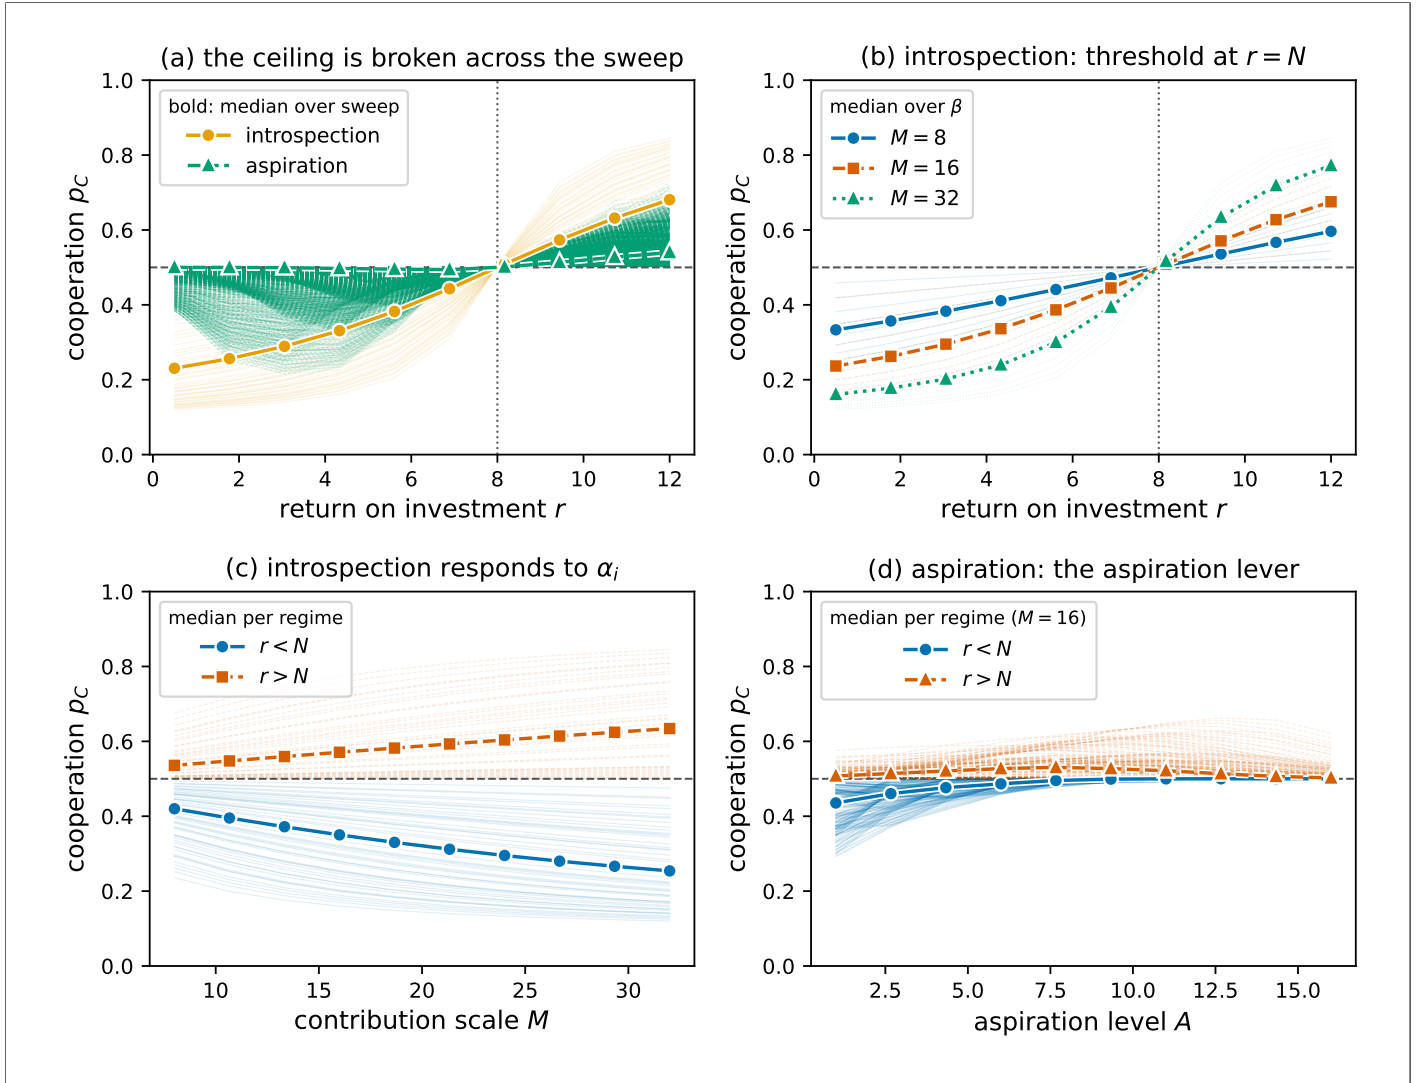 (a) the ceiling is broken across the sweep
bold: median over sweep
introspection
aspiration
cooperation p_C
1.0
0.8
0.6
0.4
0.2
0.0
0 2 4 6 8 10 12
return on investment r
(b) introspection: threshold at r = N
median over β
M = 8
M = 16
M = 32
cooperation p_C
1.0
0.8
0.6
0.4
0.2
0.0
0 2 4 6 8 10 12
return on investment r
(c) introspection responds to α_i
median per regime
r < N
r > N
cooperation p_C
1.0
0.8
0.6
0.4
0.2
0.0
10 15 20 25 30
contribution scale M
(d) aspiration: the aspiration lever
median per regime (M = 16)
r < N
r > N
cooperation p_C
1.0
0.8
0.6
0.4
0.2
0.0
2.5 5.0 7.5 10.0 12.5 15.0
aspiration level A